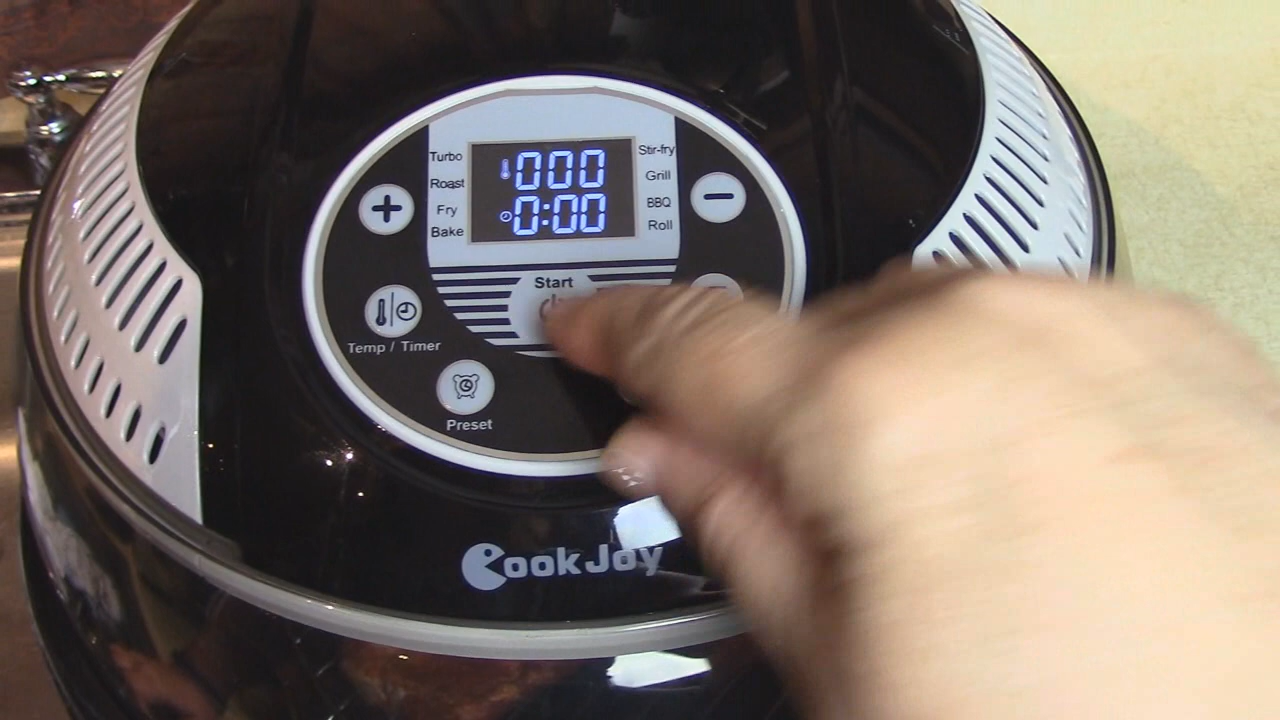 Turbo
Roast
Fry
Bake
000
0:00
Stir-fry
Grill
BBQ
Roll
Start
Temp / Timer
Preset
CookJoy